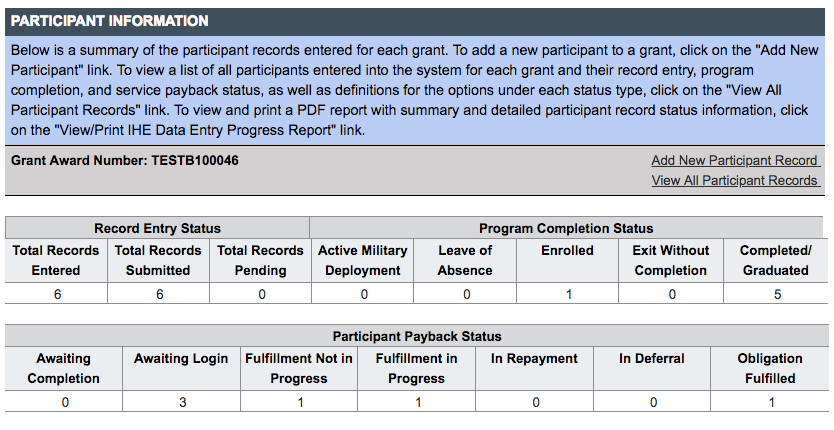 PARTICIPANT INFORMATION
Below is a summary of the participant records entered for each grant. To add a new participant to a grant, click on the "Add New
Participant" link. To view a list of all participants entered into the system for each grant and their record entry, program
completion, and service payback status, as well as definitions for the options under each status type, click on the "View All
Participant Records" link. To view and print a PDF report with summary and detailed participant record status information, click
on the "View/Print IHE Data Entry Progress Report" link.
Grant Award Number: TESTB100046
Add New Participant Record
View All Participant Records
Record Entry Status Program Completion Status
Total Records Total Records Total Records Active Military Leave of Enrolled Exit Without Completed/
Entered Submitted Pending Deployment Absence Completion Graduated
6 6 0 0 0 1 0 5
Participant Payback Status
Awaiting Awaiting Login Fulfillment Not in Fulfillment in In Repayment In Deferral Obligation
Completion Progress Progress Fulfilled
0 3 1 1 0 0 1